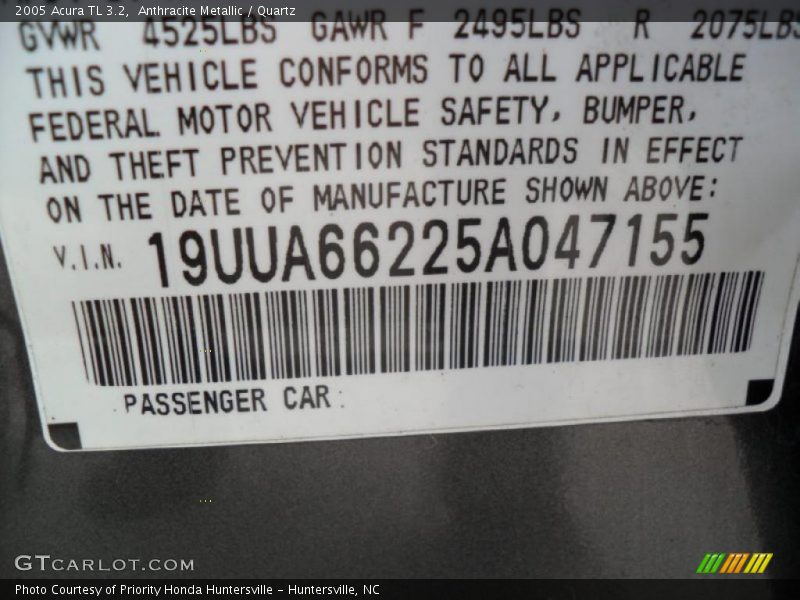 2005 Acura TL 3.2, Anthracite Metallic / Quartz
GVWR 4525LBS GAWR F 2495LBS R 2075LBS
THIS VEHICLE CONFORMS TO ALL APPLICABLE
FEDERAL MOTOR VEHICLE SAFETY, BUMPER,
AND THEFT PREVENTION STANDARDS IN EFFECT
ON THE DATE OF MANUFACTURE SHOWN ABOVE:
V.I.N. 19UUA66225A047155
PASSENGER CAR
GTCARLOT.COM
Photo Courtesy of Priority Honda Huntersville - Huntersville, NC